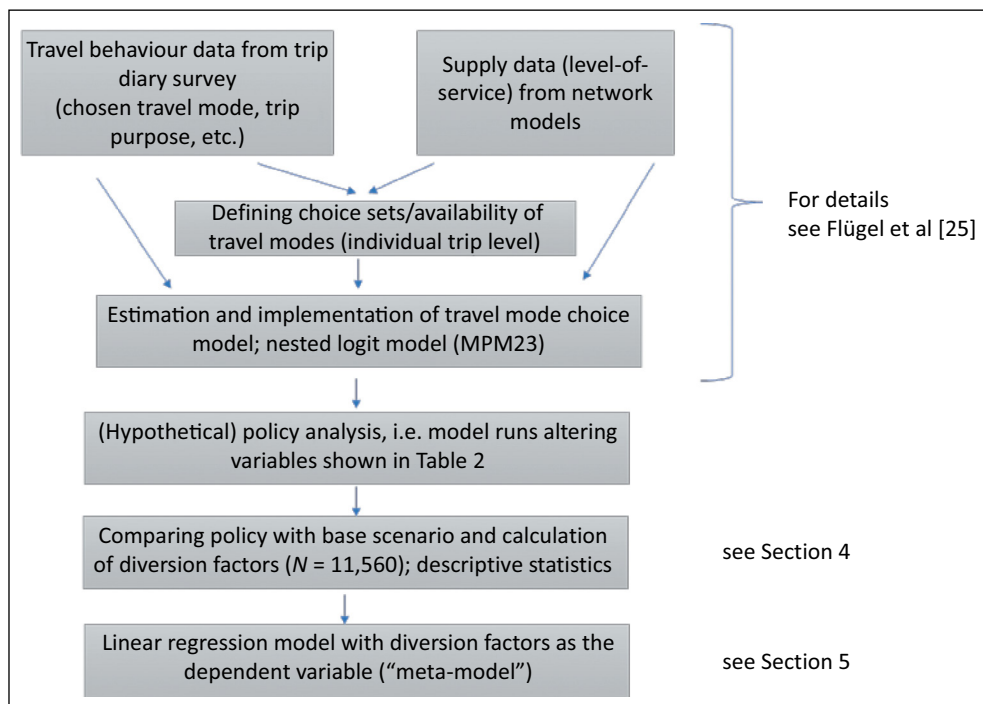 Travel behaviour data from trip
diary survey
(chosen travel mode, trip
purpose, etc.)
Supply data (level-of-
service) from network
models
Defining choice sets/availability of
travel modes (individual trip level)
For details
see Flügel et al [25]
Estimation and implementation of travel mode choice
model; nested logit model (MPM23)
(Hypothetical) policy analysis, i.e. model runs altering
variables shown in Table 2
Comparing policy with base scenario and calculation
of diversion factors (N = 11,560); descriptive statistics
see Section 4
Linear regression model with diversion factors as the
dependent variable (“meta-model”)
see Section 5